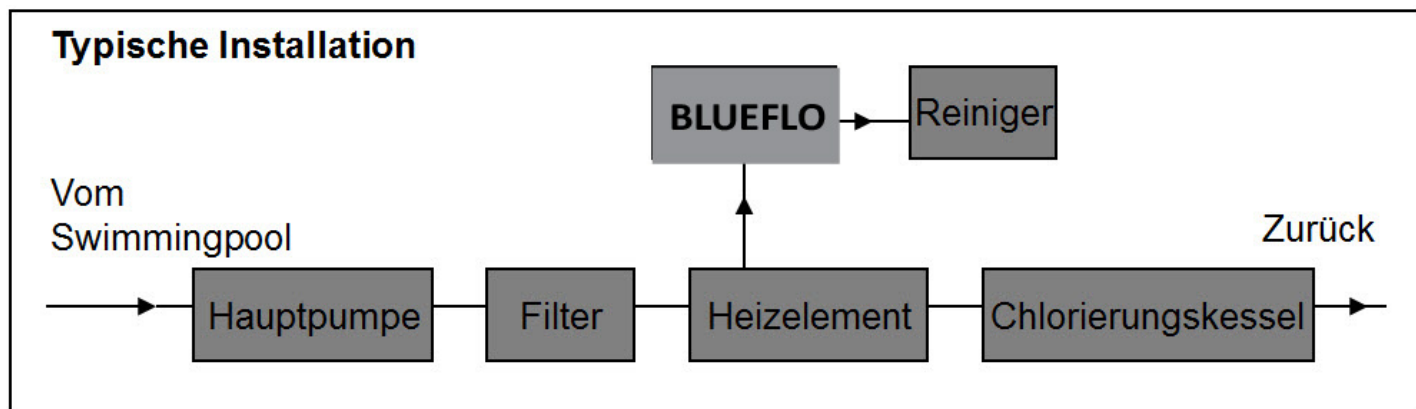 Typische Installation
BLUEFLO
Reiniger
Vom
Swimmingpool
Zurück
Hauptpumpe
Filter
Heizelement
Chlorierungskessel